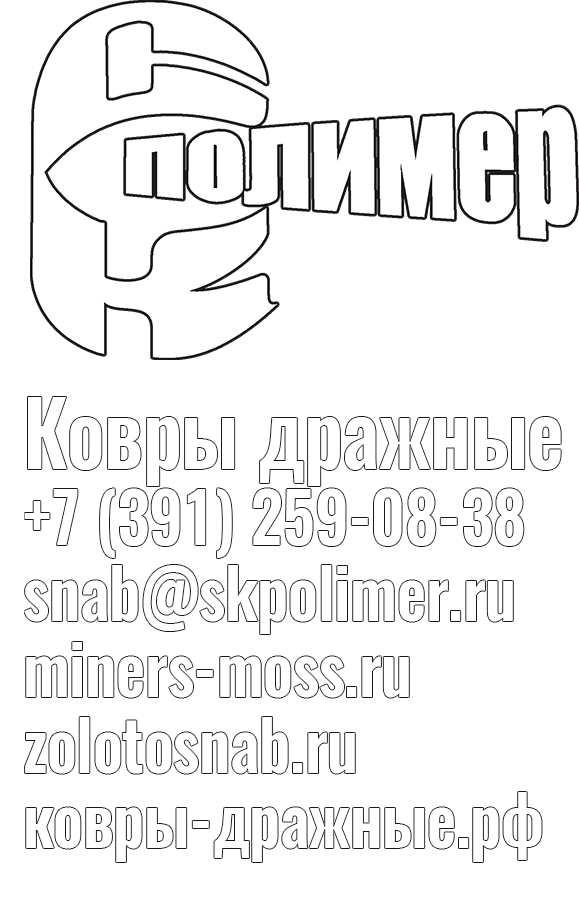 СК полимер
Ковры дражные
+7 (391) 259-08-38
snab@skpolimer.ru
miners-moss.ru
zolotosnab.ru
ковры-дражные.рф